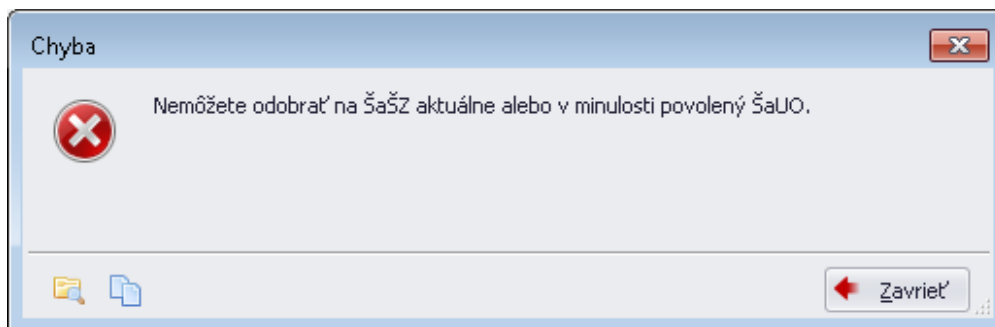 Chyba
Nemôžete odobrať na ŠaŠZ aktuálne alebo v minulosti povolený ŠaUO.
Zavrieť